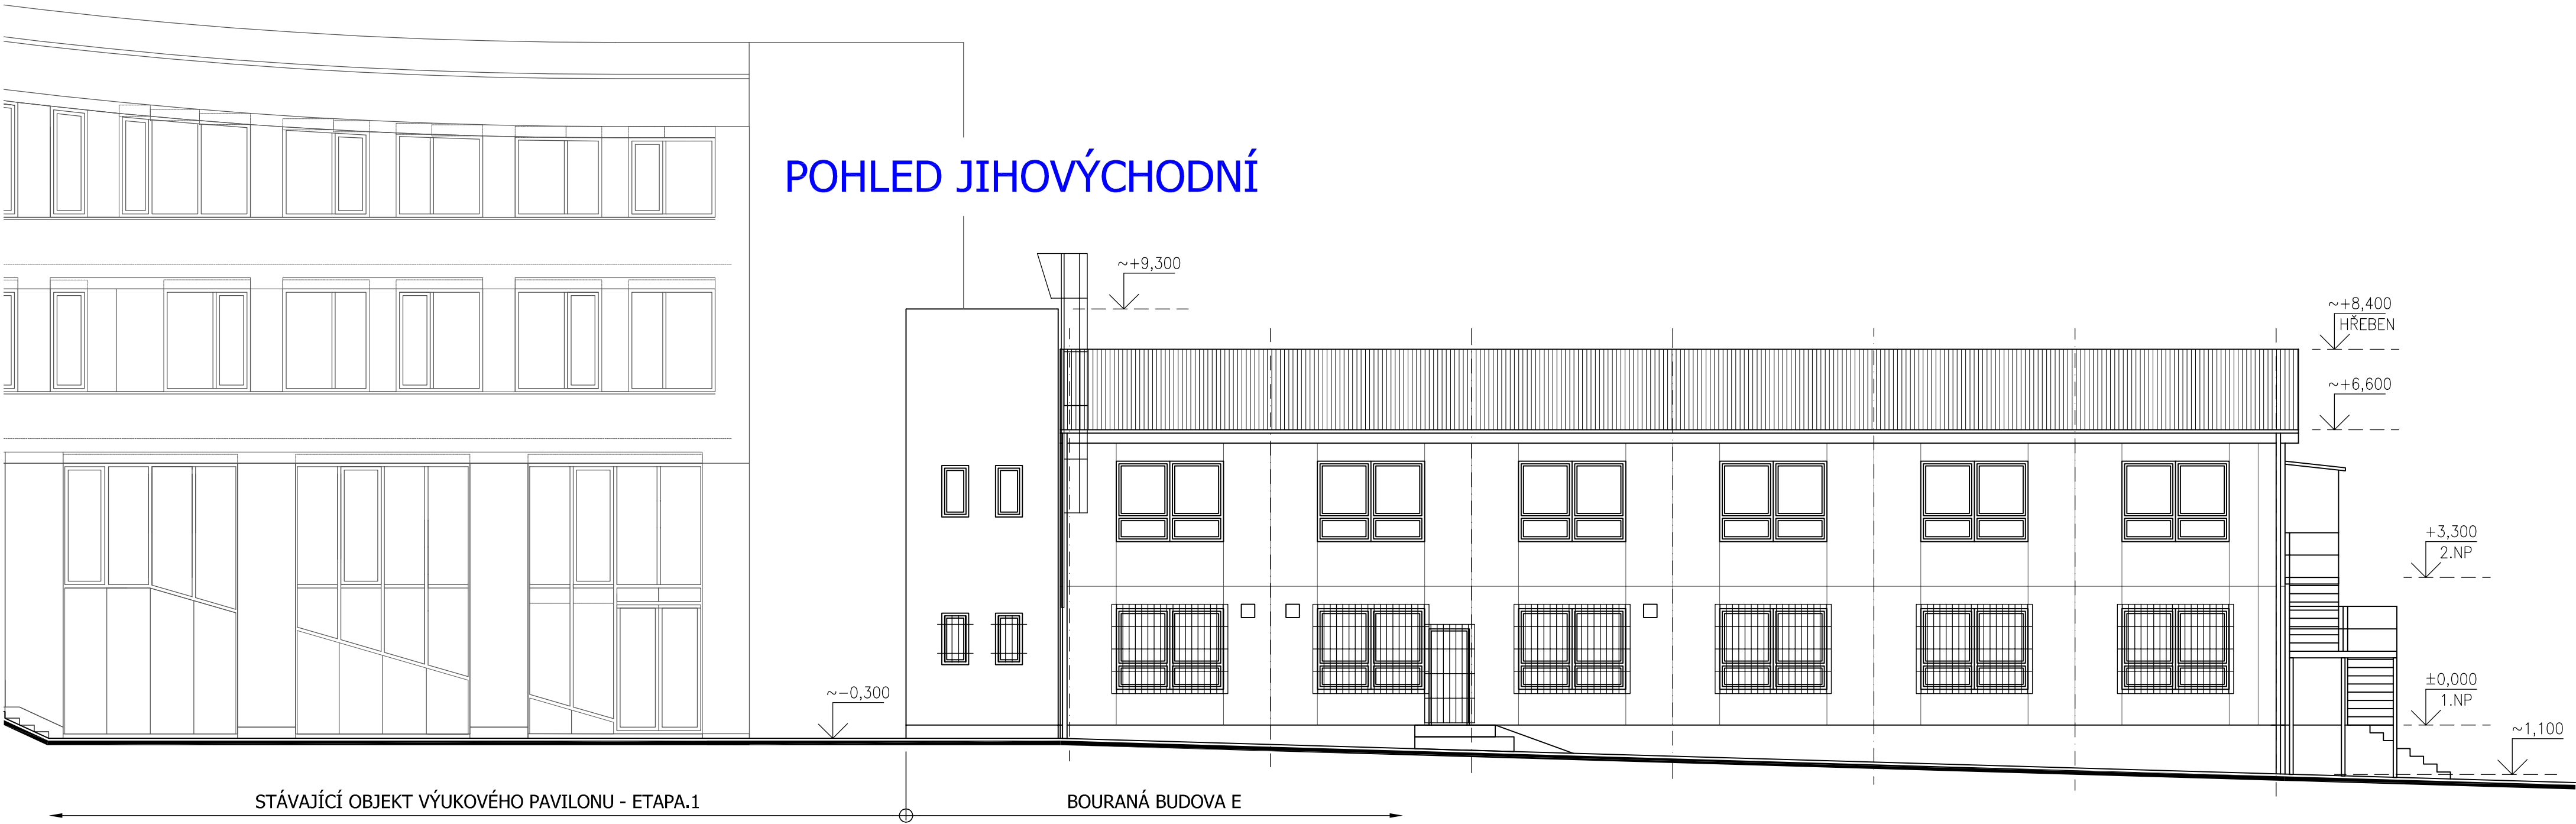 POHLED JIHOVÝCHODNÍ
~+9,300
~+8,400
HŘEBEN
~+6,600
+3,300
2.NP
~−0,300
±0,000
1.NP
~1,100
STÁVAJÍCÍ OBJEKT VÝUKOVÉHO PAVILONU - ETAPA.1
BOURANÁ BUDOVA E